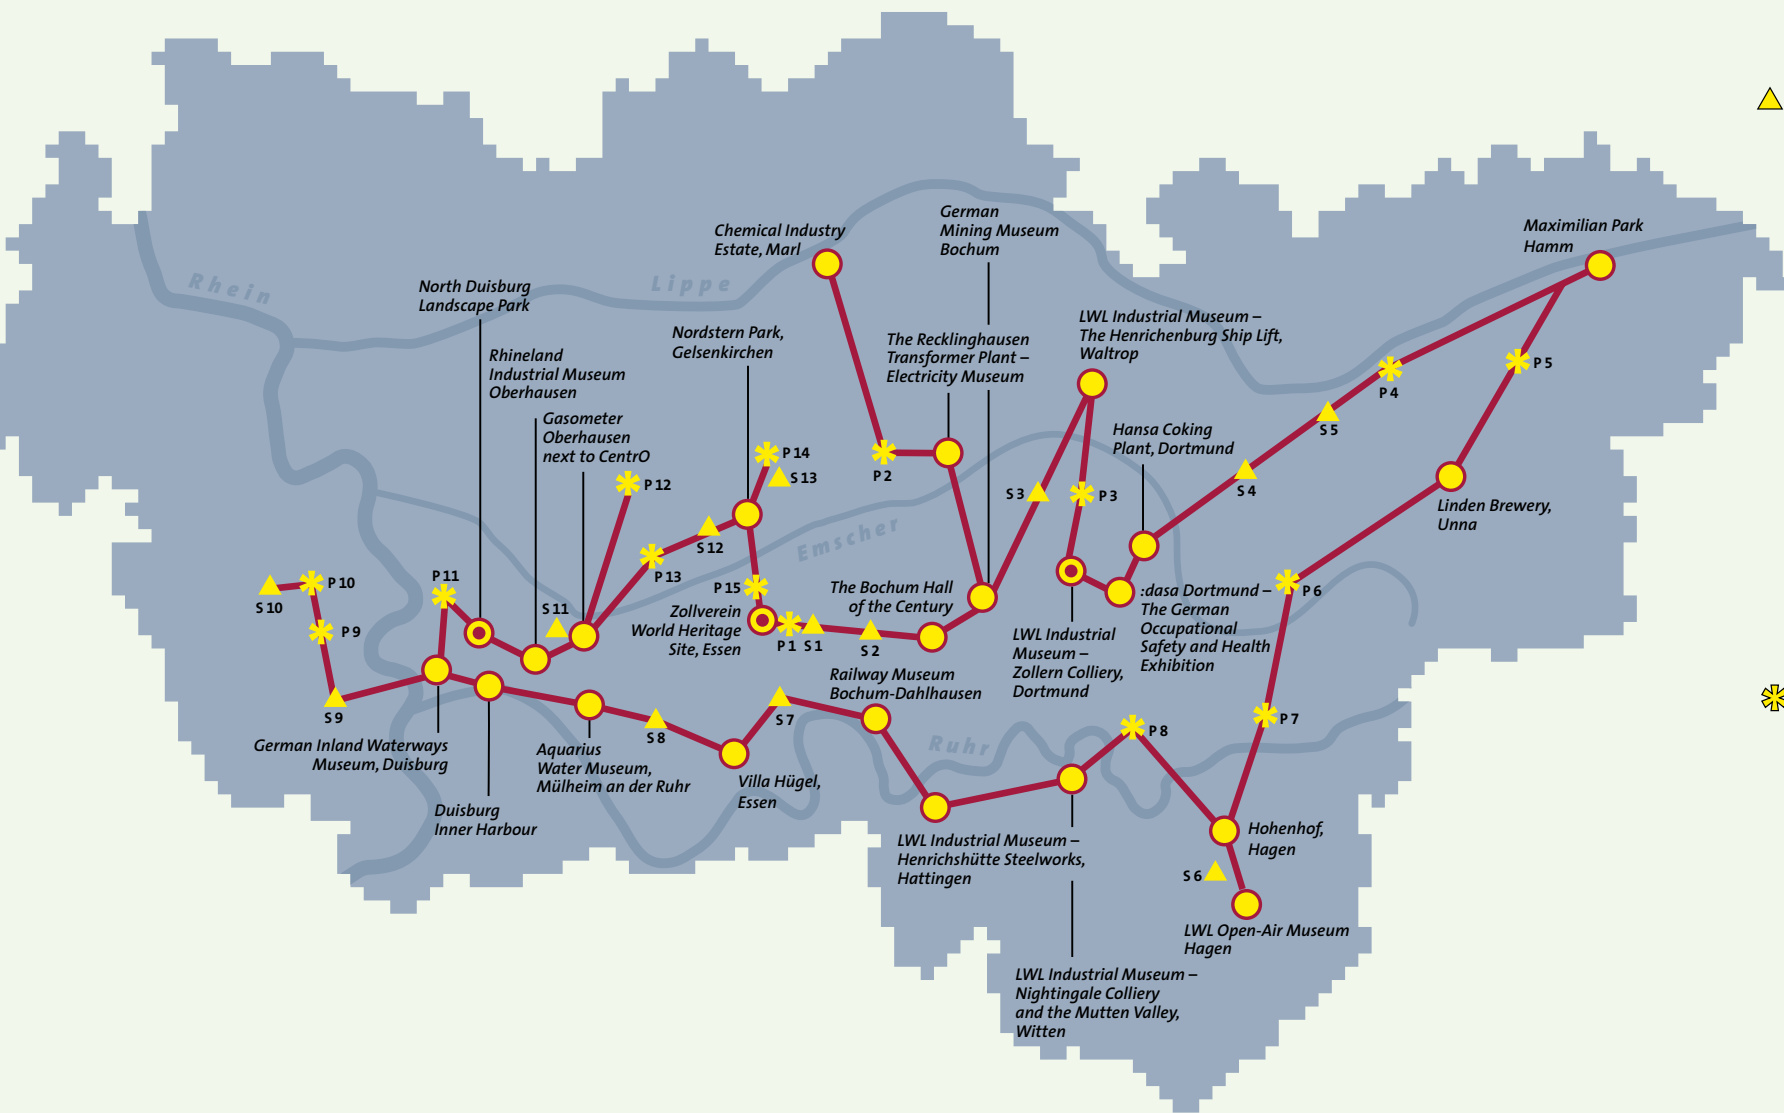 German
Mining Museum
Bochum
Chemical Industry
Estate, Marl
Maximilian Park
Hamm
Rhein
Lippe
North Duisburg
Landscape Park
LWL Industrial Museum –
The Henrichenburg Ship Lift,
Waltrop
Nordstern Park,
Gelsenkirchen
The Recklinghausen
Transformer Plant –
Electricity Museum
Rhineland
Industrial Museum
Oberhausen
P 5
P 4
Gasometer
Oberhausen
next to CentrO
S 5
Hansa Coking
Plant, Dortmund
P 14
S 13
P 2
P 12
S 4
S 3
P 3
Linden Brewery,
Unna
Emscher
S 12
P 13
P 11
P 10
S 10
P 15
P 6
The Bochum Hall
of the Century
:dasa Dortmund –
The German
Occupational
Safety and Health
Exhibition
S 11
Zollverein
World Heritage
Site, Essen
P 9
P 1
S 1
S 2
LWL Industrial
Museum –
Zollern Colliery,
Dortmund
Railway Museum
Bochum-Dahlhausen
S 9
S 7
P 7
P 8
S 8
Ruhr
German Inland Waterways
Museum, Duisburg
Aquarius
Water Museum,
Mülheim an der Ruhr
Villa Hügel,
Essen
Duisburg
Inner Harbour
Hohenhof,
Hagen
LWL Industrial Museum –
Henrichshütte Steelworks,
Hattingen
S 6
LWL Open-Air Museum
Hagen
LWL Industrial Museum –
Nightingale Colliery
and the Mutten Valley,
Witten